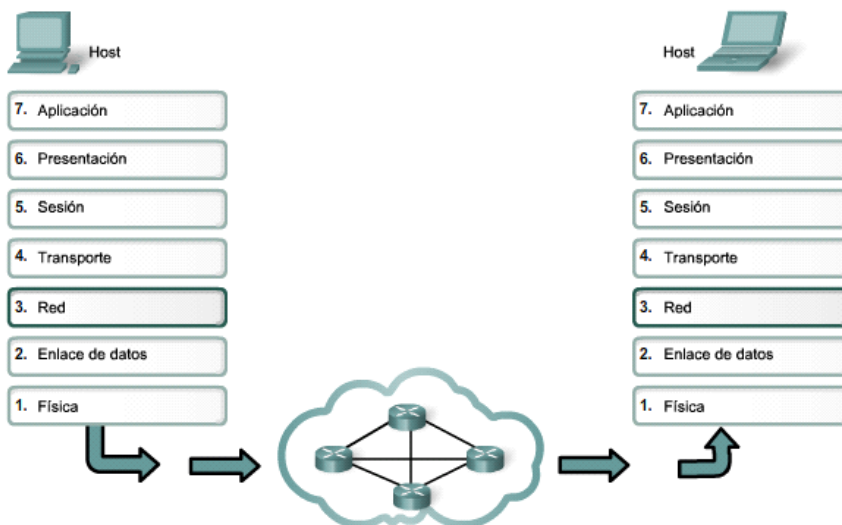 Host
7. Aplicación
6. Presentación
5. Sesión
4. Transporte
3. Red
2. Enlace de datos
1. Física
Host
7. Aplicación
6. Presentación
5. Sesión
4. Transporte
3. Red
2. Enlace de datos
1. Física